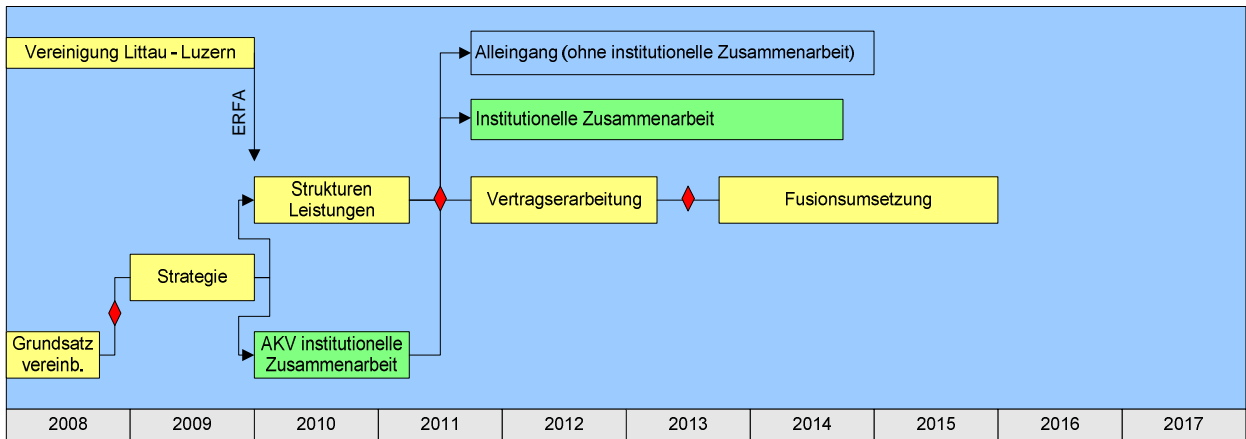 Vereinigung Littau - Luzern
Alleingang (ohne institutionelle Zusammenarbeit)
ERFA
Institutionelle Zusammenarbeit
Strukturen
Leistungen
Vertragserarbeitung
Fusionsumsetzung
Strategie
Grundsatz
vereinb.
AKV institutionelle
Zusammenarbeit
2008 2009 2010 2011 2012 2013 2014 2015 2016 2017